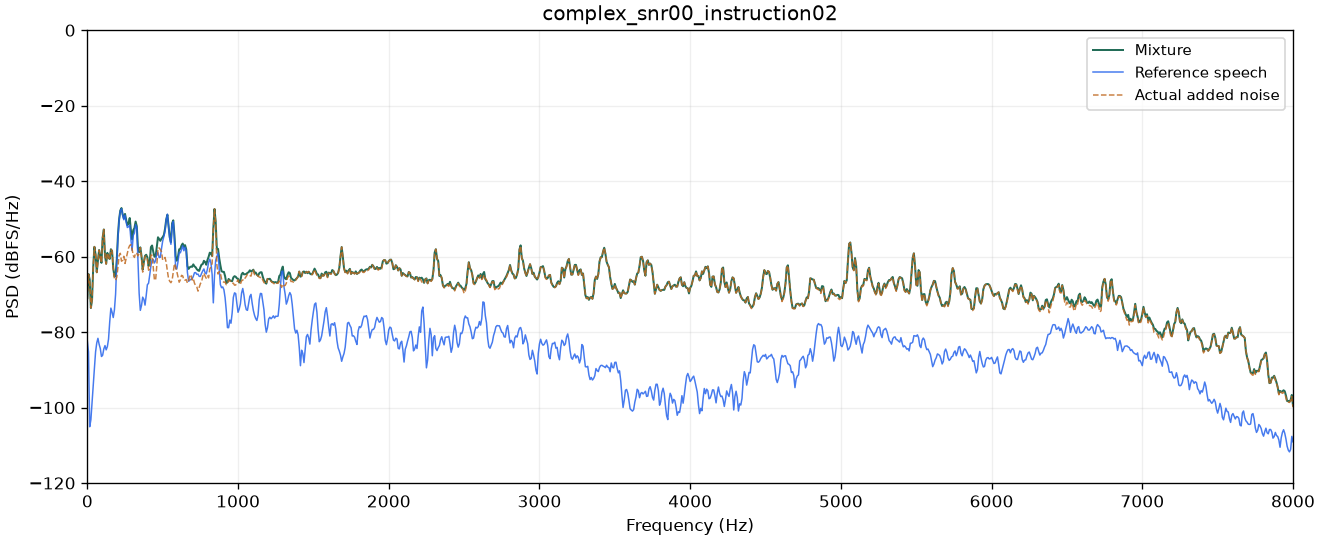 complex_snr00_instruction02
PSD (dBFS/Hz)
0
−20
−40
−60
−80
−100
−120
Mixture
Reference speech
Actual added noise
0 1000 2000 3000 4000 5000 6000 7000 8000
Frequency (Hz)